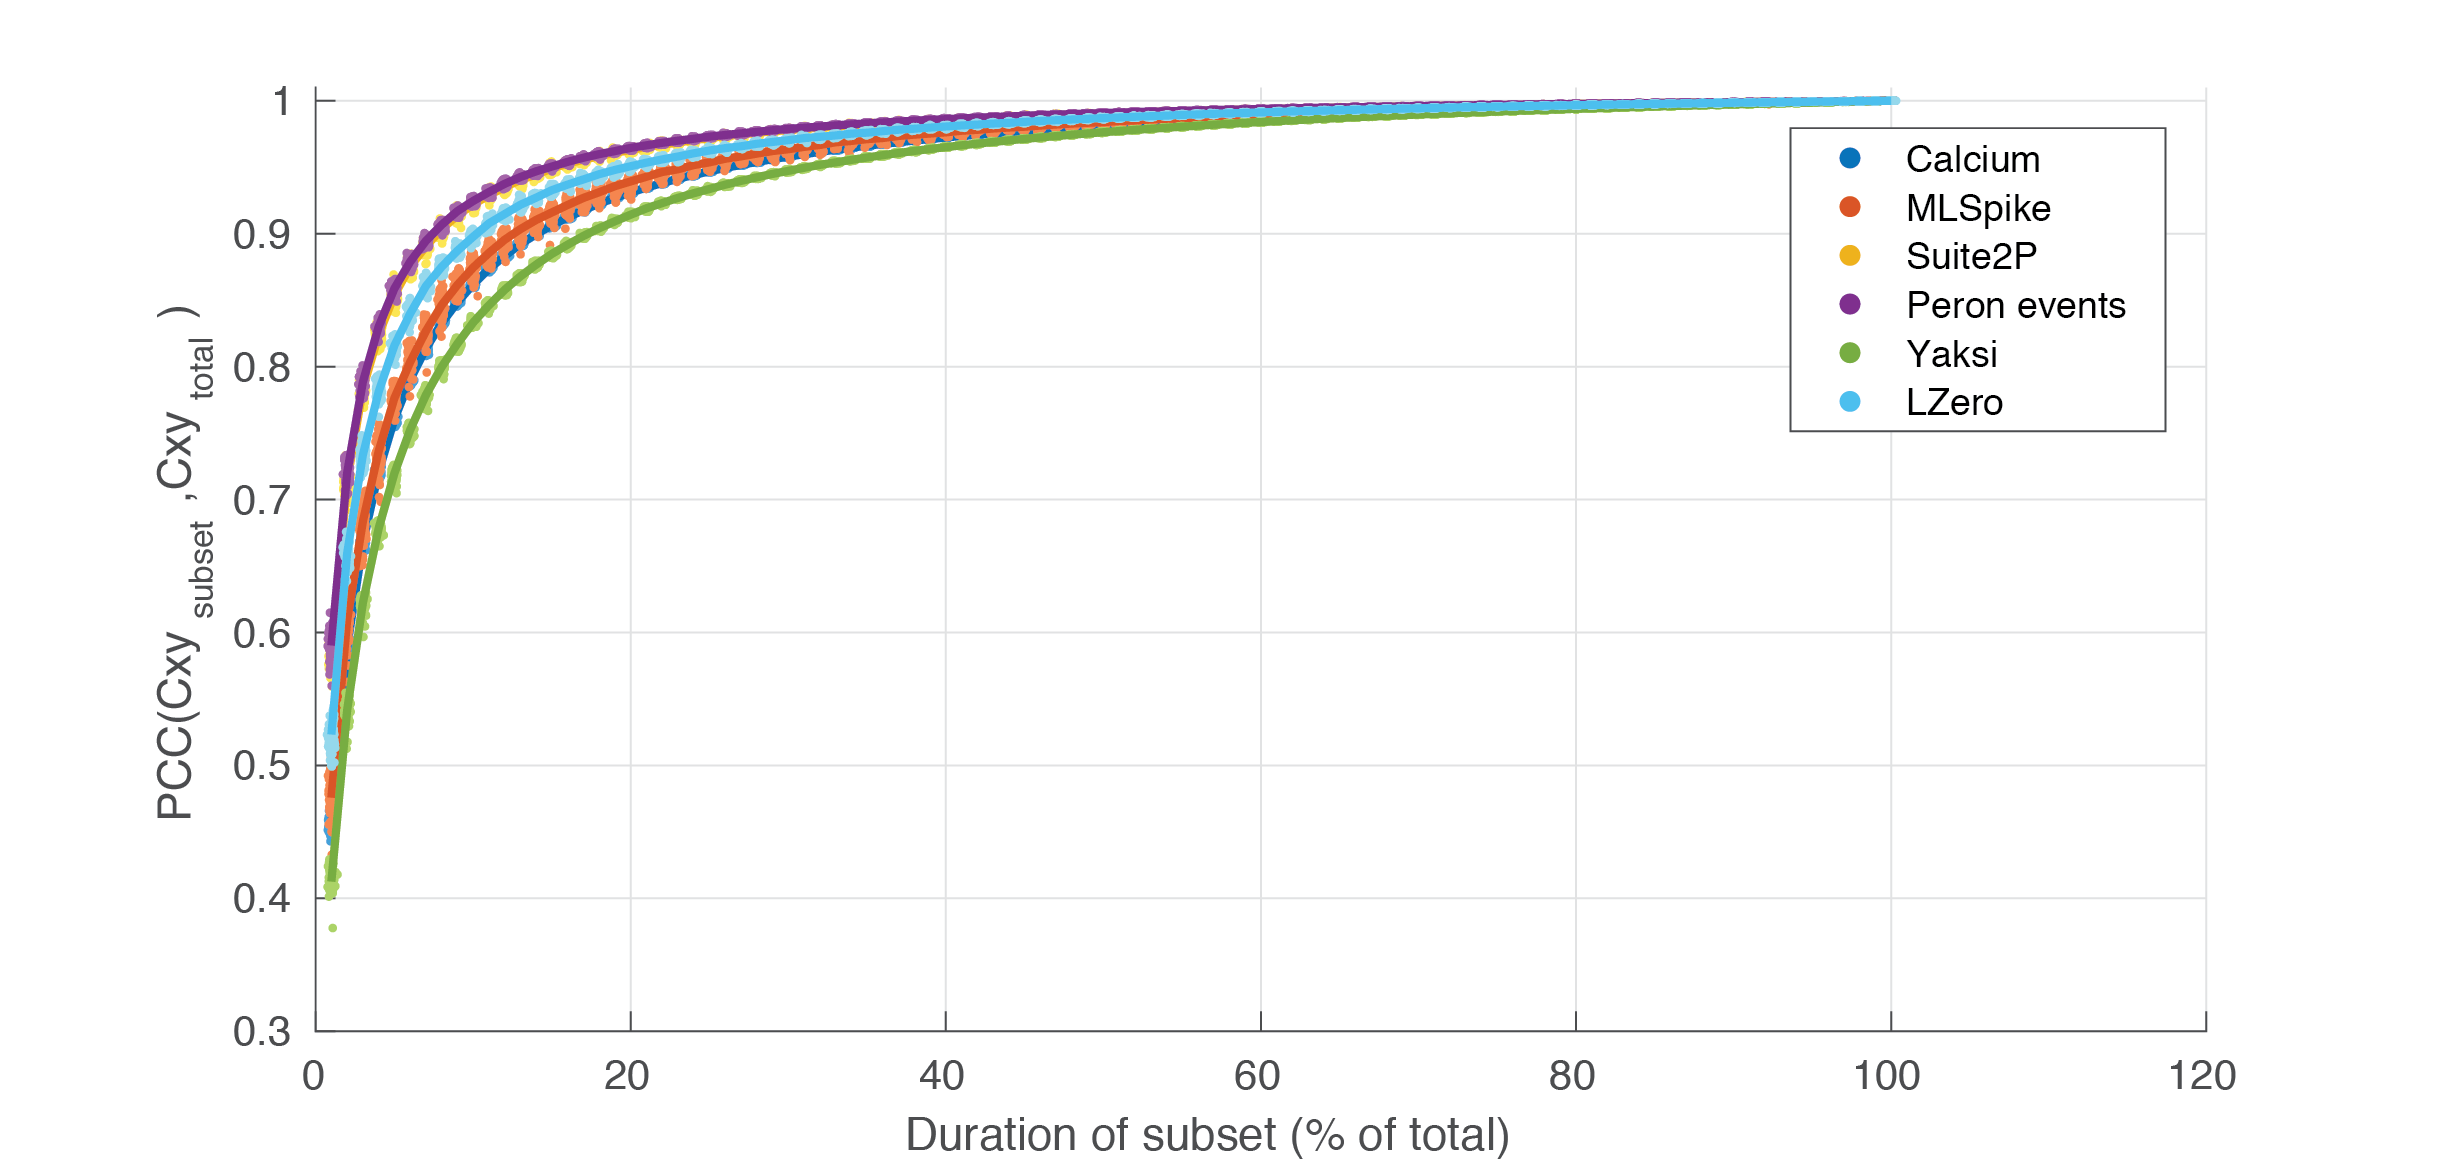 PCC(Cxy subset ,Cxy total )
1
0.9
0.8
0.7
0.6
0.5
0.4
0.3
0 20 40 60 80 100 120
Duration of subset (% of total)
Calcium
MLSpike
Suite2P
Peron events
Yaksi
LZero